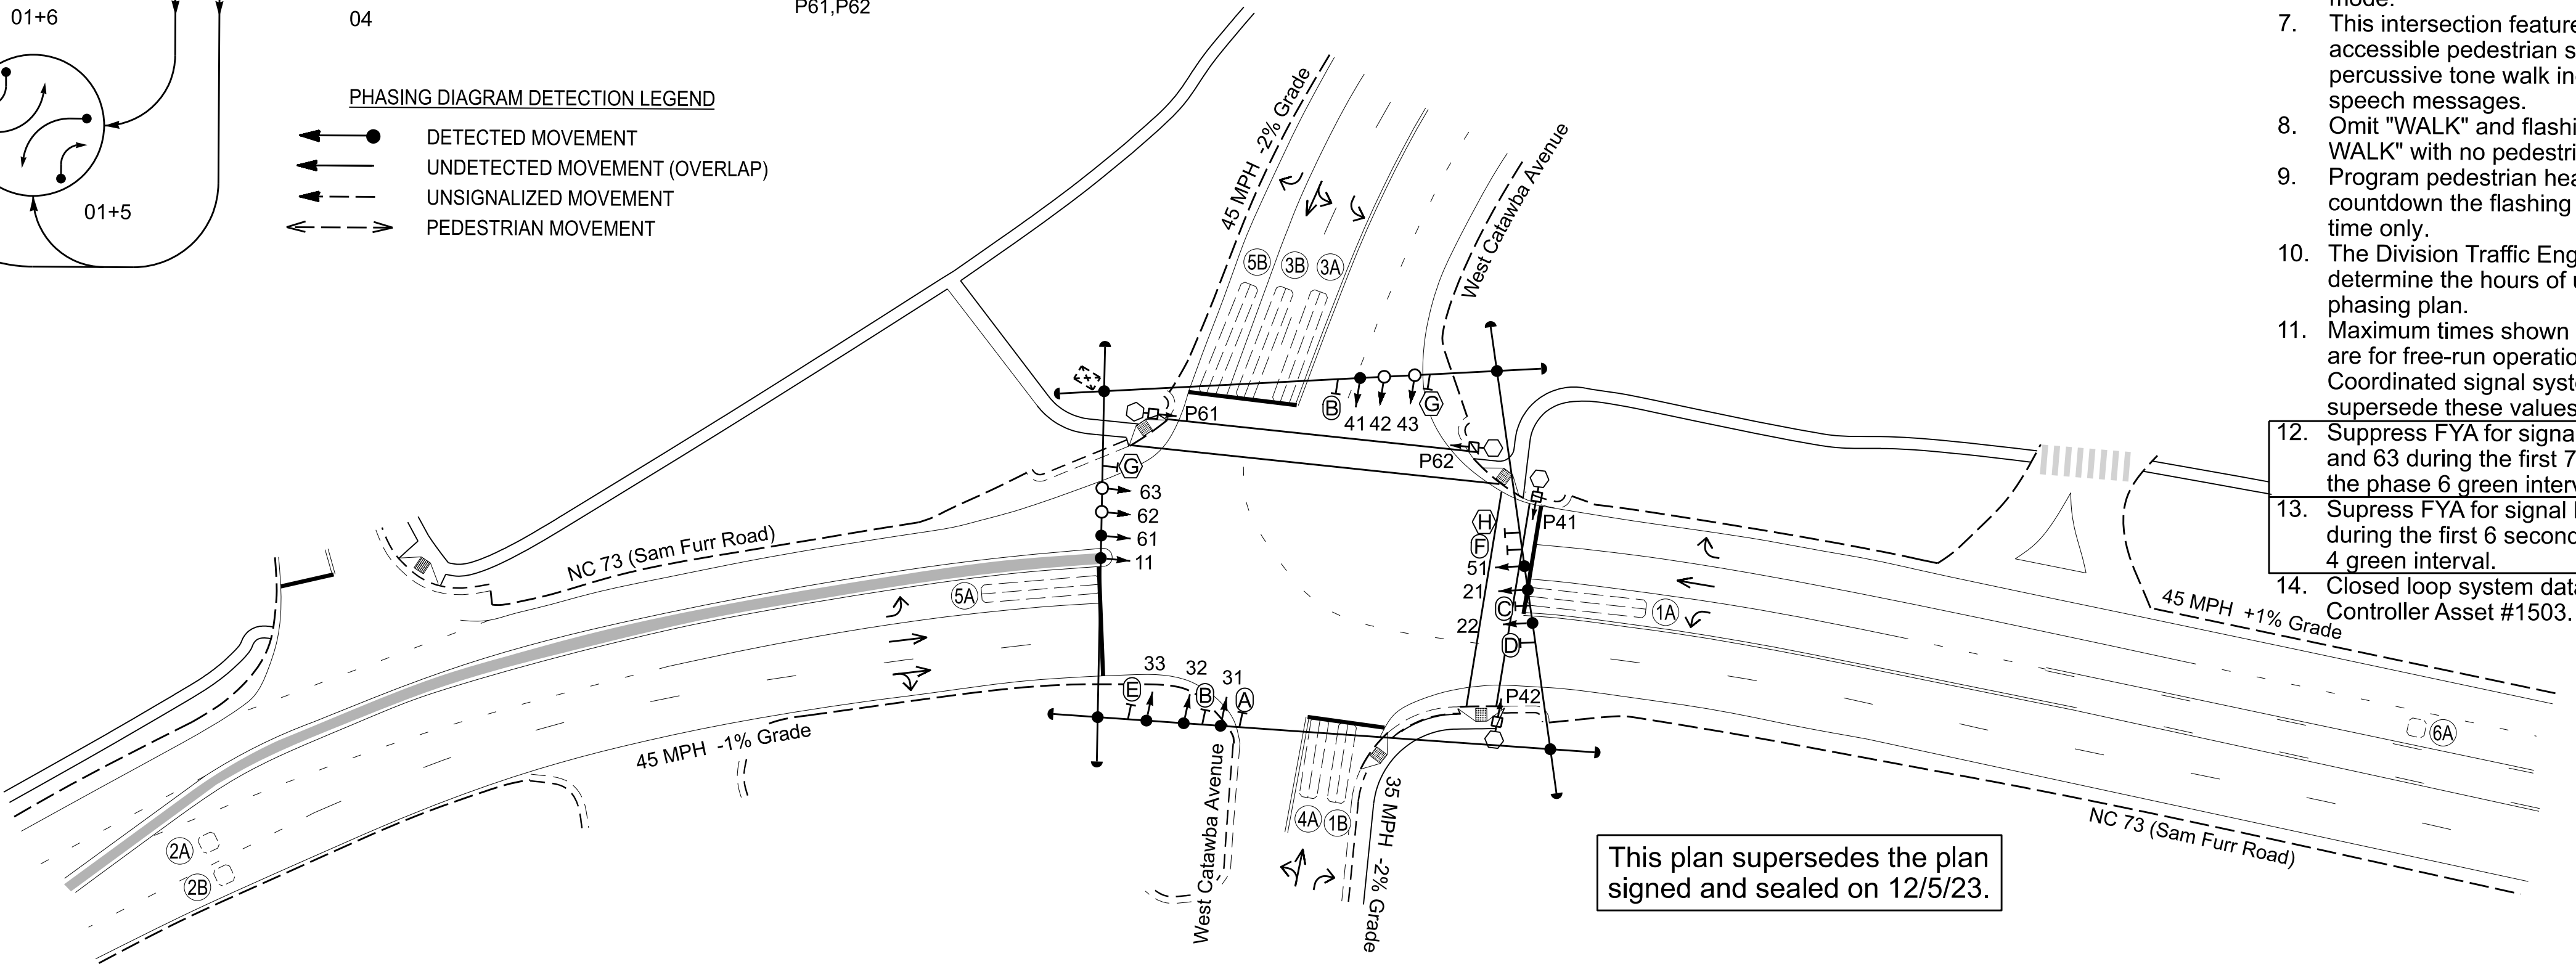 01+6
04
P61,P62
01+5
PHASING DIAGRAM DETECTION LEGEND
DETECTED MOVEMENT
UNDETECTED MOVEMENT (OVERLAP)
UNSIGNALIZED MOVEMENT
PEDESTRIAN MOVEMENT
45 MPH -2% Grade
West Catawba Avenue
5B 3B 3A
B
41 42 43
G
P61
P62
G
63
62
61
11
NC 73 (Sam Furr Road)
5A
P41
H
F
51
21
C
22
D
1A
P42
33 32 31
E B A
45 MPH -1% Grade
West Catawba Avenue
4A 1B
35 MPH -2% Grade
2A
2B
45 MPH +1% Grade
6A
NC 73 (Sam Furr Road)
This plan supersedes the plan
signed and sealed on 12/5/23.
mode.
7. This intersection feature
accessible pedestrian s
percussive tone walk in
speech messages.
8. Omit "WALK" and flashi
WALK" with no pedestri
9. Program pedestrian hea
countdown the flashing
time only.
10. The Division Traffic Eng
determine the hours of u
phasing plan.
11. Maximum times shown
are for free-run operatio
Coordinated signal syste
supersede these values
12. Suppress FYA for signa
and 63 during the first 7
the phase 6 green interv
13. Supress FYA for signal
during the first 6 second
4 green interval.
14. Closed loop system data
Controller Asset #1503.